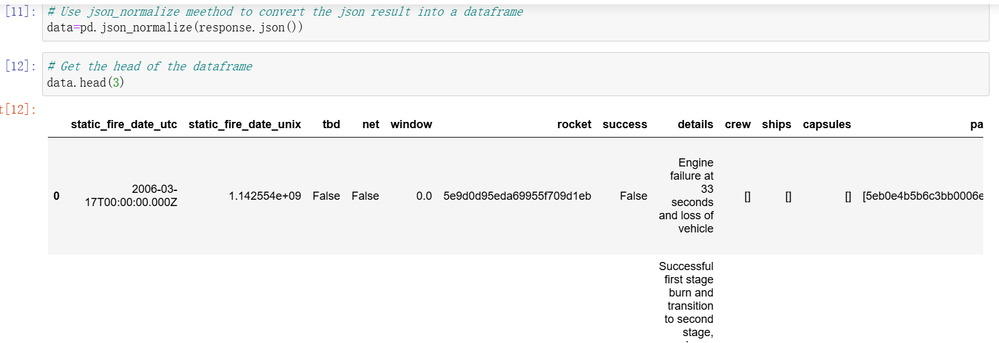 [11]: # Use json_normalize meethod to convert the json result into a dataframe
data=pd.json_normalize(response.json())
[12]: # Get the head of the dataframe
data.head(3)
t[12]:
static_fire_date_utc static_fire_date_unix tbd net window rocket success details crew ships capsules pa
0 2006-03-17T00:00:00.000Z 1.142554e+09 False False 0.0 5e9d0d95eda69955f709d1eb False Engine failure at 33 seconds and loss of vehicle [] [] [] [5eb0e4b5b6c3bb0006e
Successful
first stage
burn and
transition
to second
stage,